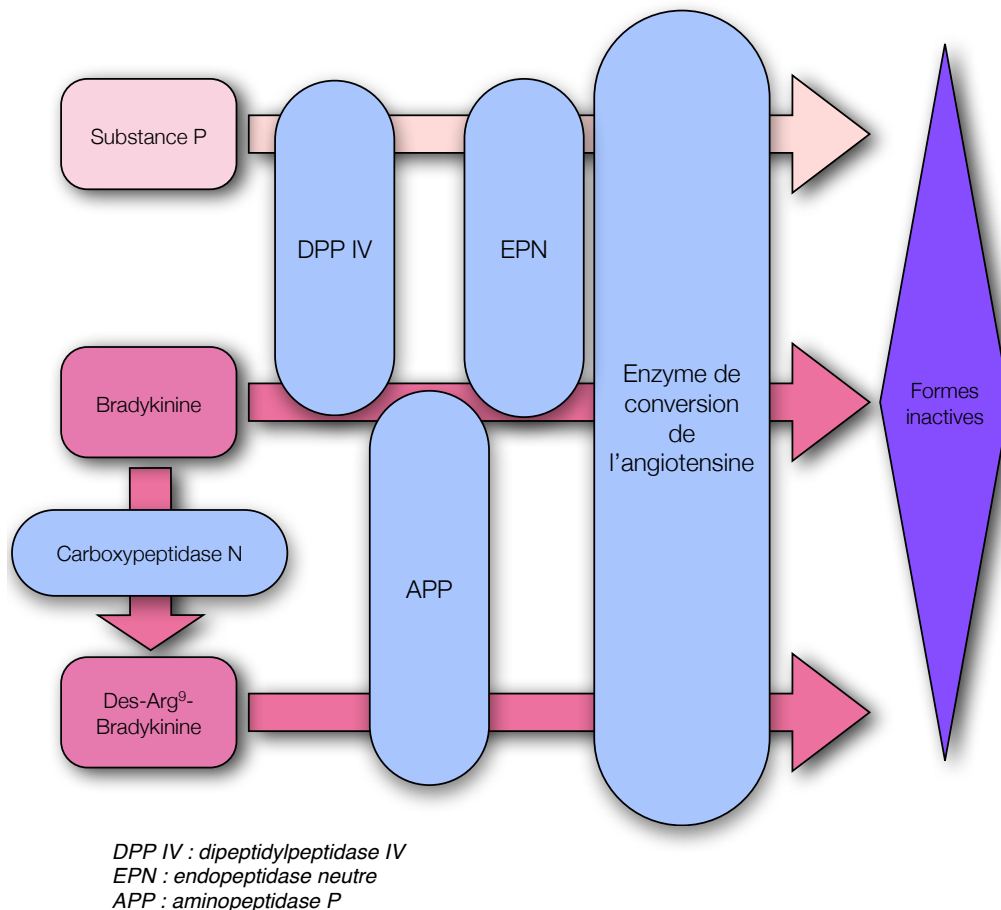 Substance P
DPP IV
EPN
Bradykinine
Enzyme de
conversion
de
l'angiotensine
Formes
inactives
Carboxypeptidase N
APP
Des-Arg⁹-
Bradykinine
DPP IV : dipeptidylpeptidase IV
EPN : endopeptidase neutre
APP : aminopeptidase P